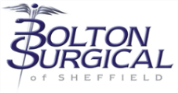 BOLTON
SURGICAL
of SHEFFIELD